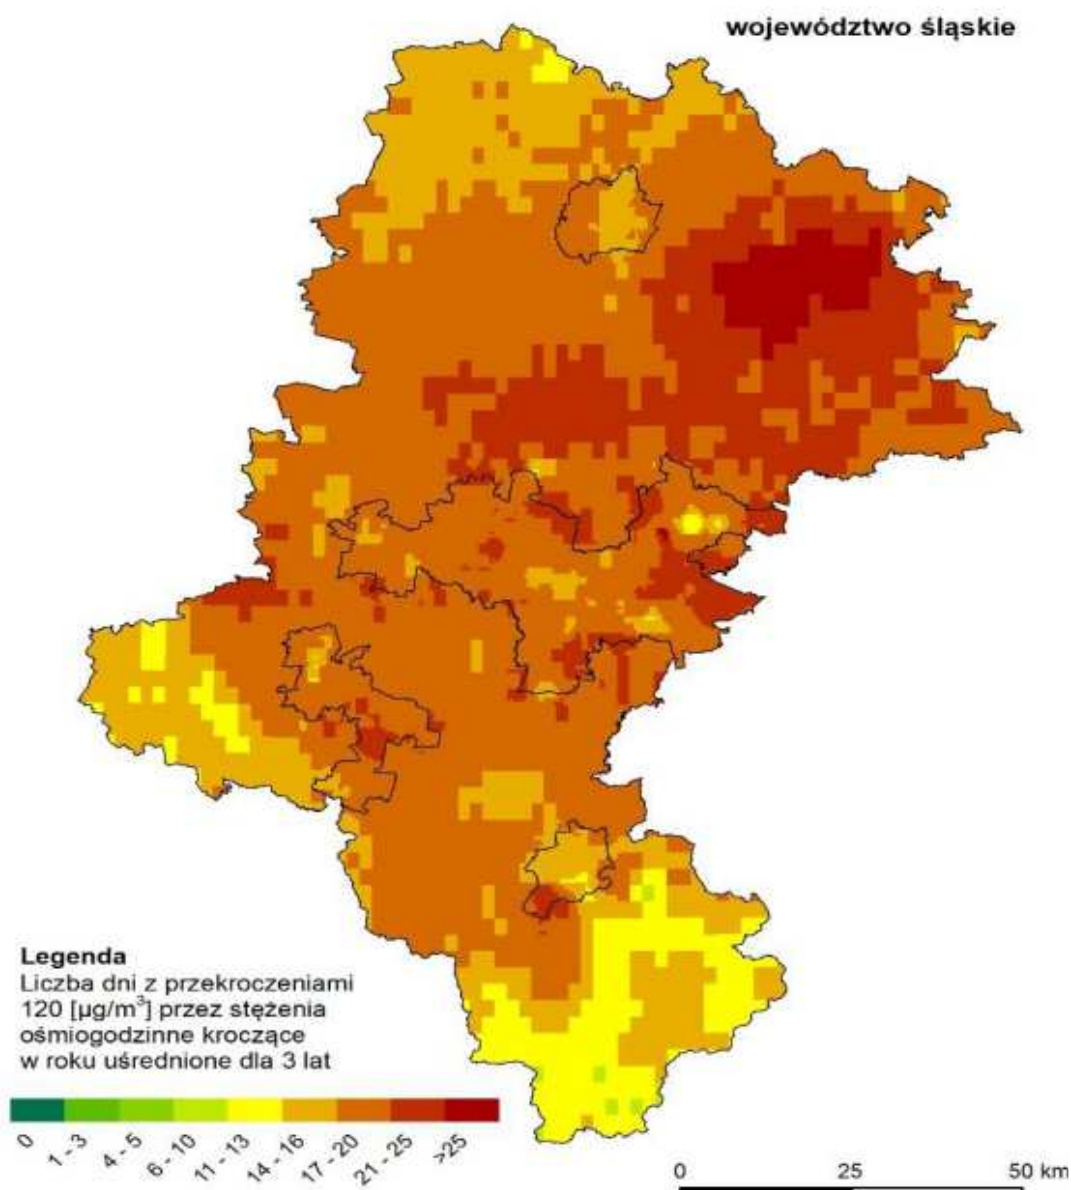 województwo śląskie
Legenda
Liczba dni z przekroczeniami
120 [µg/m³] przez stężenia
ośmiogodzinne kroczące
w roku uśrednione dla 3 lat
0
1 - 3
4 - 5
6 - 10
11 - 13
14 - 16
17 - 20
21 - 25
>25
0 25 50 km